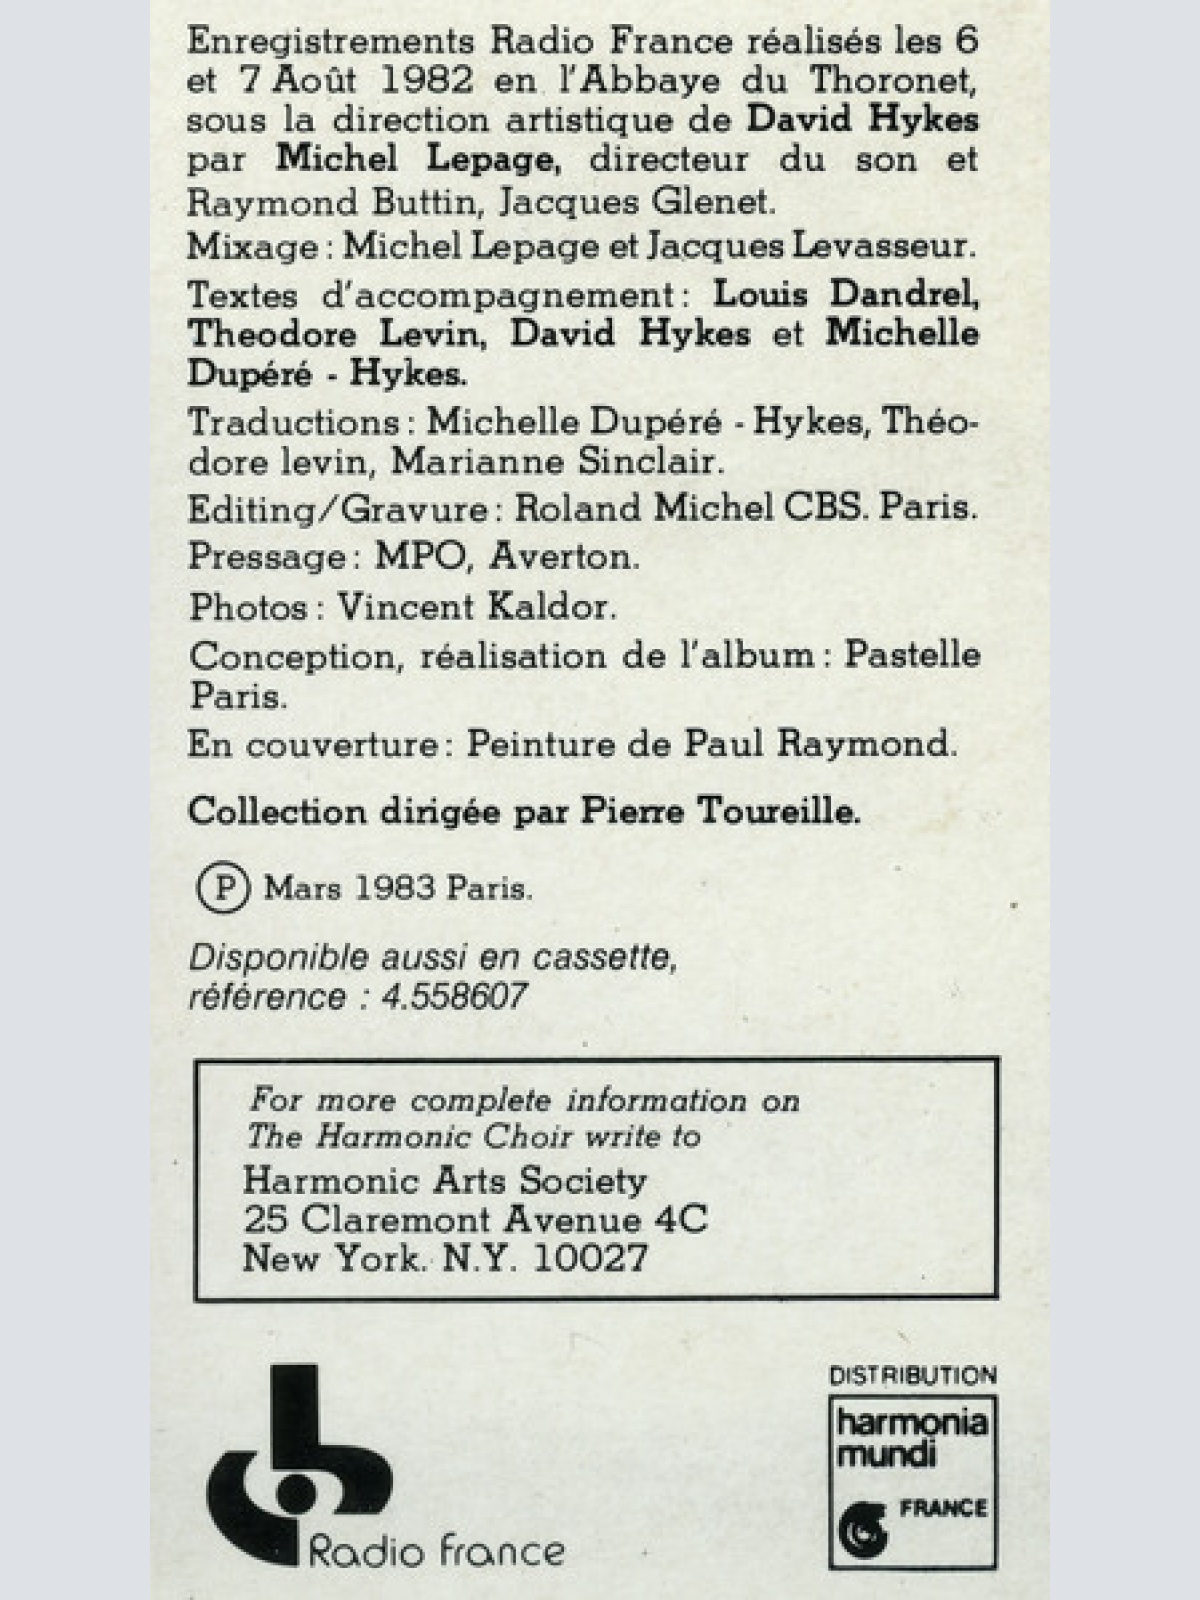 Enregistrements Radio France réalisés les 6
et 7 Août 1982 en l'Abbaye du Thoronet,
sous la direction artistique de David Hykes
par Michel Lepage, directeur du son et
Raymond Buttin, Jacques Glenet.
Mixage : Michel Lepage et Jacques Levasseur.
Textes d'accompagnement : Louis Dandrel,
Theodore Levin, David Hykes et Michelle
Dupéré - Hykes.
Traductions : Michelle Dupéré - Hykes, Théo-
dore levin, Marianne Sinclair.
Editing/Gravure : Roland Michel CBS. Paris.
Pressage : MPO, Averton.
Photos : Vincent Kaldor.
Conception, réalisation de l'album : Pastelle
Paris.
En couverture : Peinture de Paul Raymond.
Collection dirigée par Pierre Toureille.
Ⓟ Mars 1983 Paris.
Disponible aussi en cassette,
référence : 4.558607
For more complete information on
The Harmonic Choir write to
Harmonic Arts Society
25 Claremont Avenue 4C
New York. N.Y. 10027
Radio france
DISTRIBUTION
harmonia
mundi
FRANCE